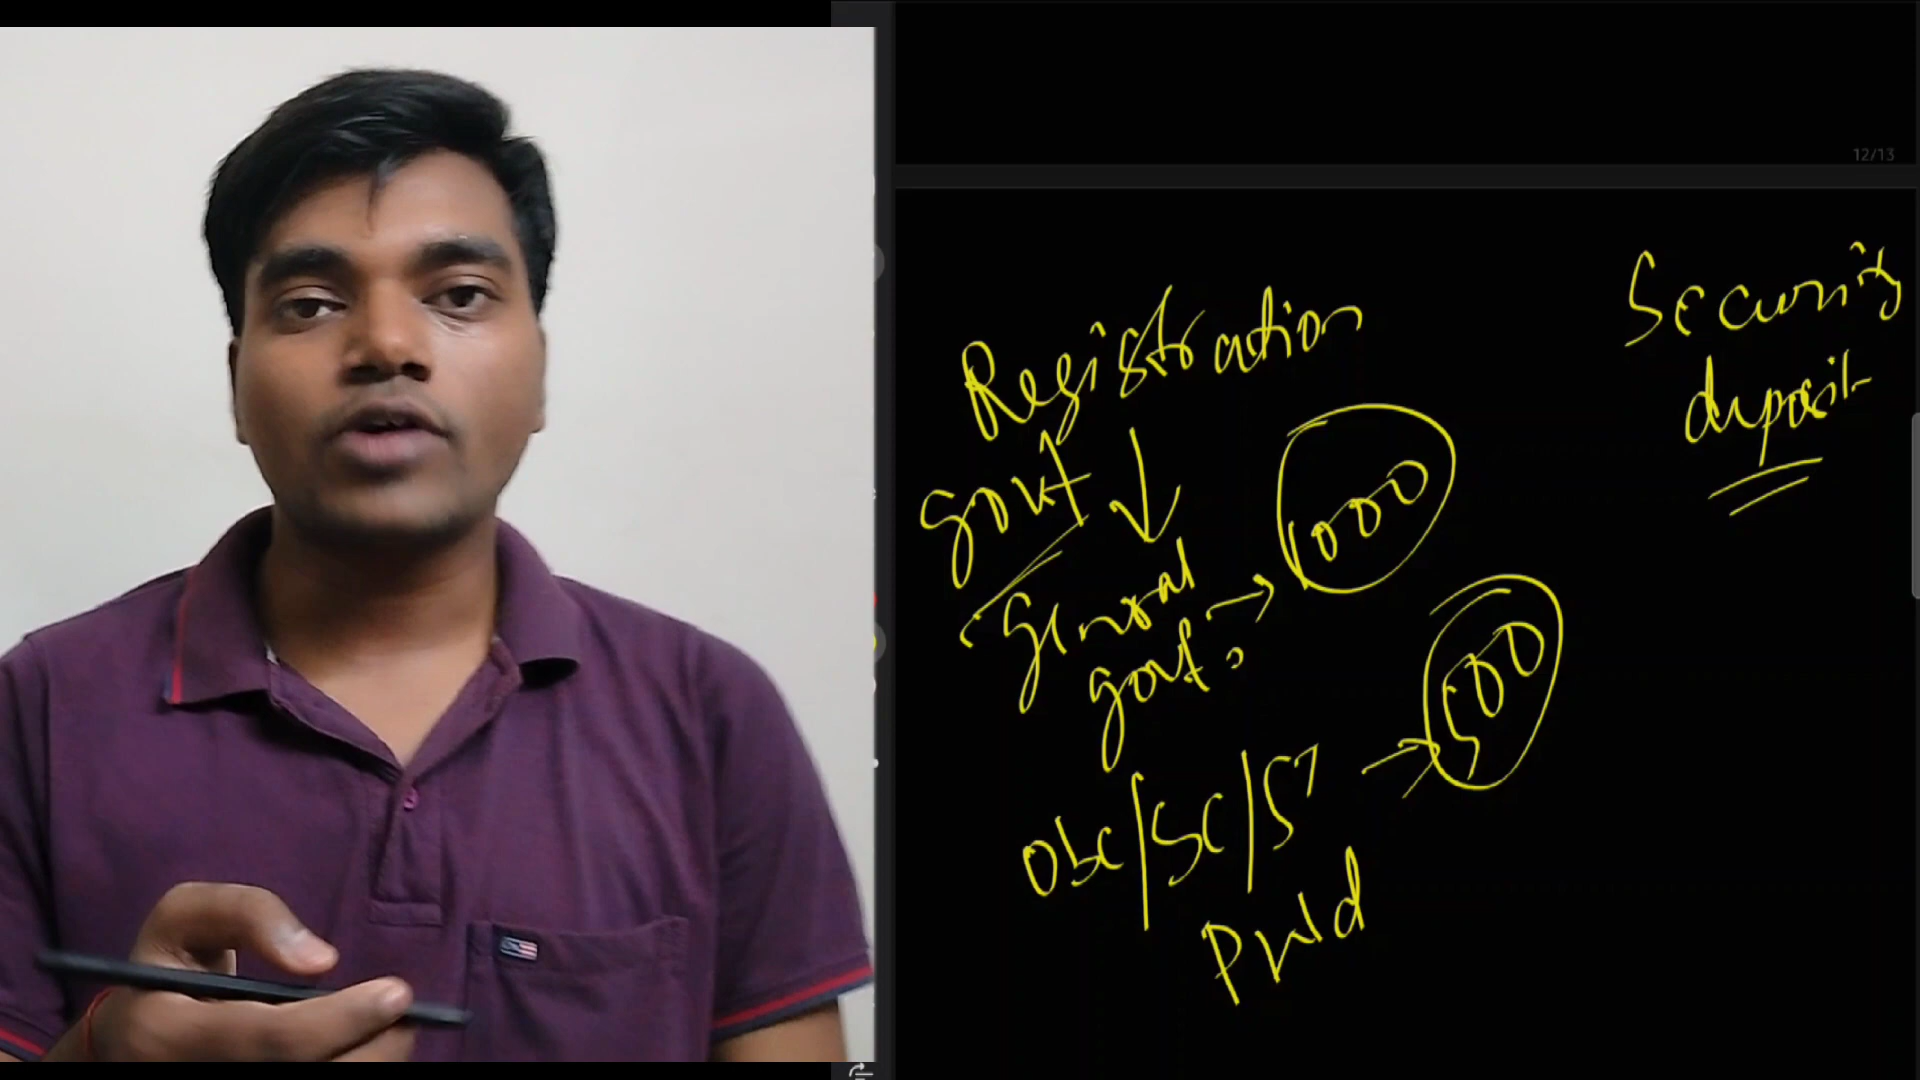 12/13
Registration
Security
deposit
govt
1000
General
govt.
500
Obc/SC/ST
Pwd